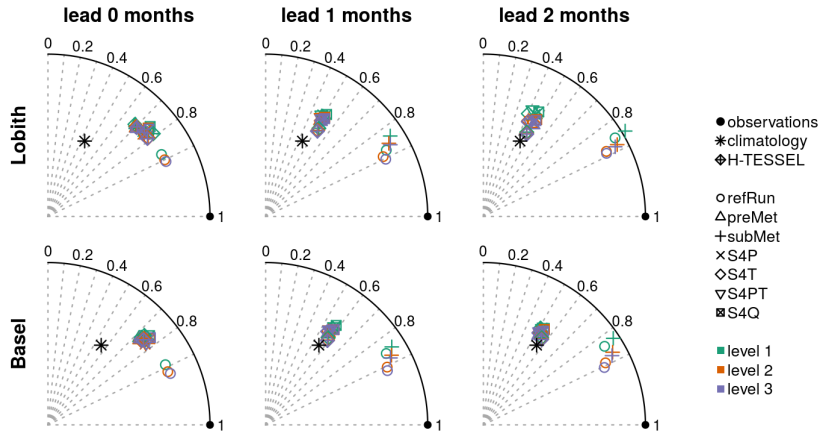 lead 0 months
lead 1 months
lead 2 months
Lobith
0 0.2 0.4 0.6 0.8 1
0 0.2 0.4 0.6 0.8 1
0 0.2 0.4 0.6 0.8 1
Basel
0 0.2 0.4 0.6 0.8 1
0 0.2 0.4 0.6 0.8 1
0 0.2 0.4 0.6 0.8 1
observations
climatology
H-TESSEL
refRun
preMet
subMet
S4P
S4T
S4PT
S4Q
level 1
level 2
level 3